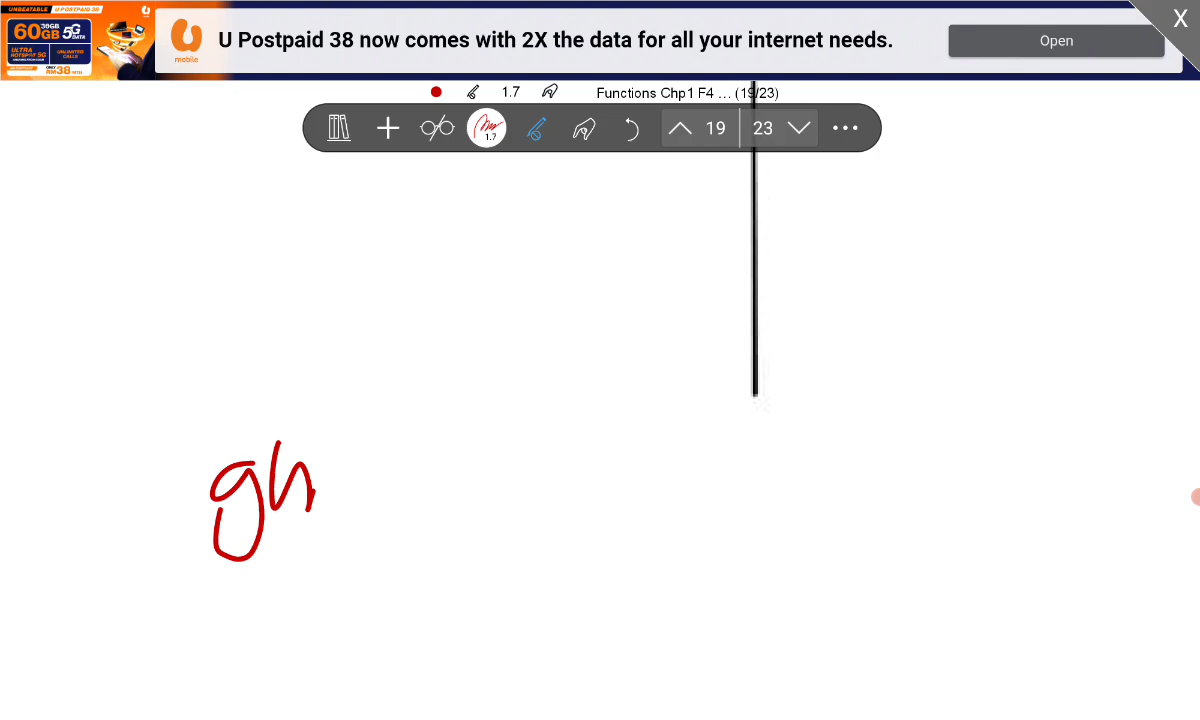 UNBEATABLE U POSTPAID 38
60GB 38GB 5G DATA
ULTRA HOTSPOT 5G UNLIMITED CALLS
ONLY RM38/MTH
mobile
U Postpaid 38 now comes with 2X the data for all your internet needs.
Open
X
1.7 Functions Chp1 F4 ... (19/23)
1.7 19 23
gh